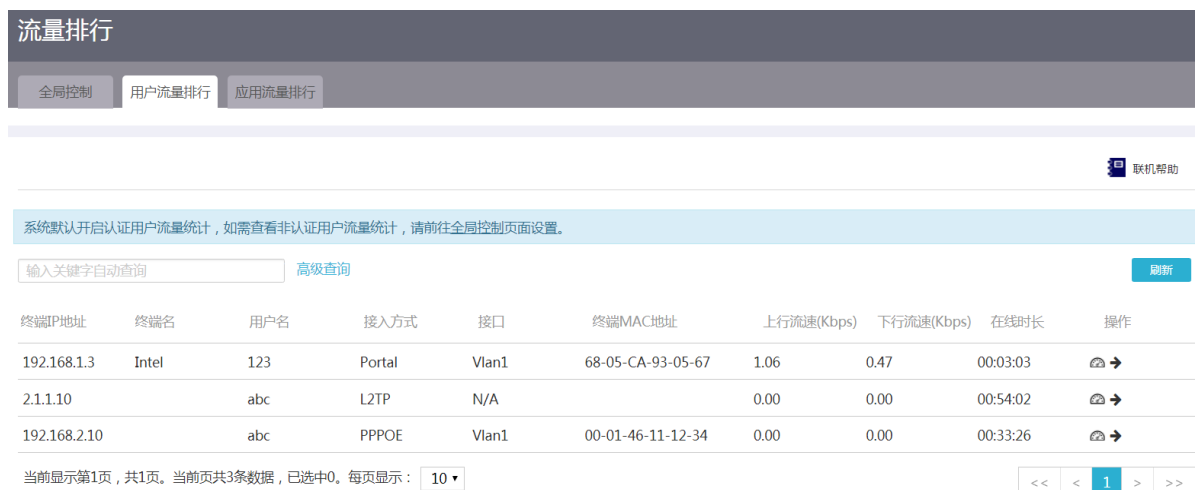 流量排行
全局控制 用户流量排行 应用流量排行
联机帮助
系统默认开启认证用户流量统计，如需查看非认证用户流量统计，请前往全局控制页面设置。
输入关键字自动查询 高级查询 刷新
终端IP地址 终端名 用户名 接入方式 接口 终端MAC地址 上行流速(Kbps) 下行流速(Kbps) 在线时长 操作
192.168.1.3 Intel 123 Portal Vlan1 68-05-CA-93-05-67 1.06 0.47 00:03:03
2.1.1.10 abc L2TP N/A 0.00 0.00 00:54:02
192.168.2.10 abc PPPOE Vlan1 00-01-46-11-12-34 0.00 0.00 00:33:26
当前显示第1页，共1页。当前页共3条数据，已选中0。每页显示： 10 << < 1 > >>